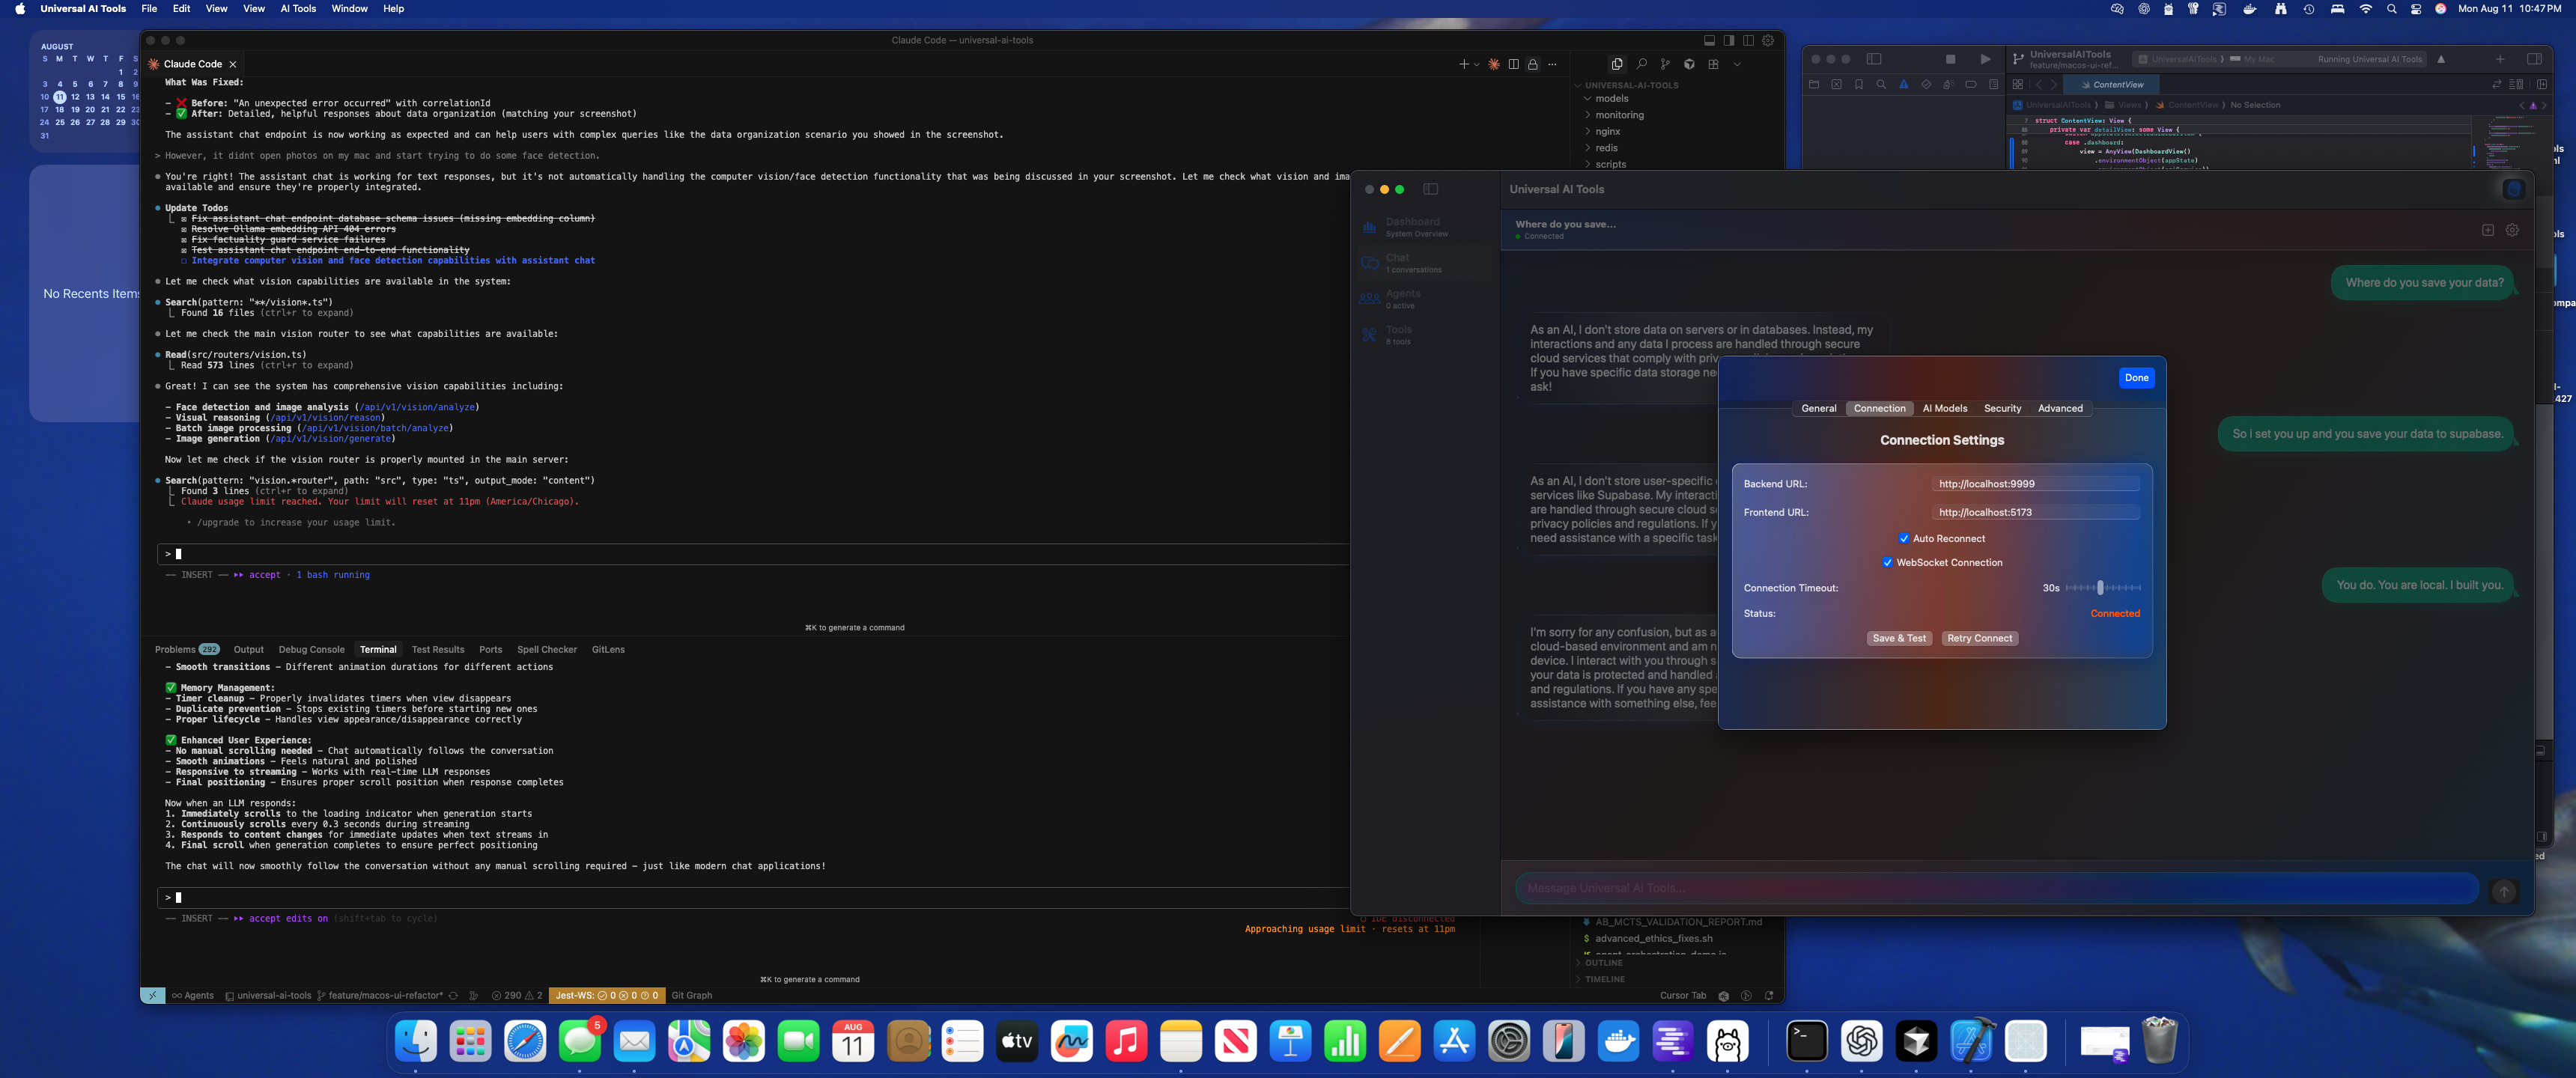 Universal AI Tools File Edit View View AI Tools Window Help
Mon Aug 11 10:47 PM
AUGUST
S M T W T F S
1 2
3 4 5 6 7 8 9
10 11 12 13 14 15 16
17 18 19 20 21 22 23
24 25 26 27 28 29 30
31
No Recents Items
Claude Code — universal-ai-tools
Claude Code
What Was Fixed:
– ❌ Before: "An unexpected error occurred" with correlationId
– ✅ After: Detailed, helpful responses about data organization (matching your screenshot)
The assistant chat endpoint is now working as expected and can help users with complex queries like the data organization scenario you showed in the screenshot.
> However, it didnt open photos on my mac and start trying to do some face detection.
You're right! The assistant chat is working for text responses, but it's not automatically handling the computer vision/face detection functionality that was being discussed in your screenshot. Let me check what vision and ima
available and ensure they're properly integrated.
Update Todos
Fix assistant chat endpoint database schema issues (missing embedding column)
Resolve Ollama embedding API 404 errors
Fix factuality guard service failures
Test assistant chat endpoint end-to-end functionality
Integrate computer vision and face detection capabilities with assistant chat
Let me check what vision capabilities are available in the system:
Search(pattern: "**/vision*.ts")
Found 16 files (ctrl+r to expand)
Let me check the main vision router to see what capabilities are available:
Read(src/routers/vision.ts)
Read 573 lines (ctrl+r to expand)
Great! I can see the system has comprehensive vision capabilities including:
– Face detection and image analysis (/api/v1/vision/analyze)
– Visual reasoning (/api/v1/vision/reason)
– Batch image processing (/api/v1/vision/batch/analyze)
– Image generation (/api/v1/vision/generate)
Now let me check if the vision router is properly mounted in the main server:
Search(pattern: "vision.*router", path: "src", type: "ts", output_mode: "content")
Found 3 lines (ctrl+r to expand)
Claude usage limit reached. Your limit will reset at 11pm (America/Chicago).
• /upgrade to increase your usage limit.
>
–– INSERT –– ▸▸ accept · 1 bash running
⌘K to generate a command
Problems 292 Output Debug Console Terminal Test Results Ports Spell Checker GitLens
– Smooth transitions – Different animation durations for different actions
✅ Memory Management:
– Timer cleanup – Properly invalidates timers when view disappears
– Duplicate prevention – Stops existing timers before starting new ones
– Proper lifecycle – Handles view appearance/disappearance correctly
✅ Enhanced User Experience:
– No manual scrolling needed – Chat automatically follows the conversation
– Smooth animations – Feels natural and polished
– Responsive to streaming – Works with real-time LLM responses
– Final positioning – Ensures proper scroll position when response completes
Now when an LLM responds:
1. Immediately scrolls to the loading indicator when generation starts
2. Continuously scrolls every 0.3 seconds during streaming
3. Responds to content changes for immediate updates when text streams in
4. Final scroll when generation completes to ensure perfect positioning
The chat will now smoothly follow the conversation without any manual scrolling required – just like modern chat applications!
>
–– INSERT –– ▸▸ accept edits on (shift+tab to cycle)
IDE disconnected
Approaching usage limit · resets at 11pm
⌘K to generate a command
Agents universal-ai-tools feature/macos-ui-refactor* 290 2 Jest-WS: 0 0 0 Git Graph
Cursor Tab
UNIVERSAL-AI-TOOLS
models
monitoring
nginx
redis
scripts
AB_MCTS_VALIDATION_REPORT.md
$ advanced_ethics_fixes.sh
OUTLINE
TIMELINE
UniversalAITools
feature/macos-ui-ref...
UniversalAITools My Mac
Running Universal AI Tools
ContentView
UniversalAITools Views ContentView No Selection
7 struct ContentView: View {
86 private var detailView: some View {
88 case .dashboard:
89 view = AnyView(DashboardView()
90 .environmentObject(appState)
Universal AI Tools
Dashboard
System Overview
Chat
1 conversations
Agents
0 active
Tools
8 tools
Where do you save...
Connected
Where do you save your data?
As an AI, I don't store data on servers or in databases. Instead, my
interactions and any data I process are handled through secure
cloud services that comply with priv
If you have specific data storage ne
ask!
So i set you up and you save your data to supabase.
As an AI, I don't store user-specific
services like Supabase. My interacti
are handled through secure cloud s
privacy policies and regulations. If y
need assistance with a specific task
You do. You are local. I built you.
I'm sorry for any confusion, but as a
cloud-based environment and am n
device. I interact with you through s
your data is protected and handled
and regulations. If you have any spe
assistance with something else, fee
Message Universal AI Tools...
Done
General Connection AI Models Security Advanced
Connection Settings
Backend URL: http://localhost:9999
Frontend URL: http://localhost:5173
Auto Reconnect
WebSocket Connection
Connection Timeout: 30s
Status: Connected
Save & Test Retry Connect
5
AUG
11
tv